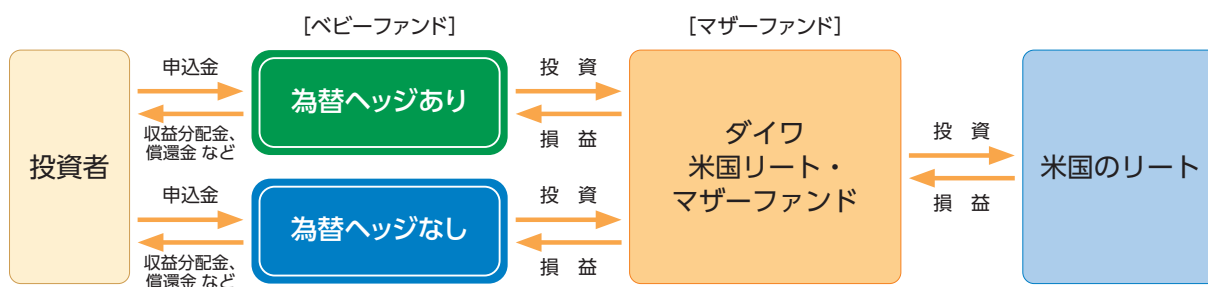 [ベビーファンド]
[マザーファンド]
投資者
申込金
収益分配金、
償還金 など
為替ヘッジあり
投 資
損 益
申込金
収益分配金、
償還金 など
為替ヘッジなし
投 資
損 益
ダイワ
米国リート・
マザーファンド
投 資
損 益
米国のリート